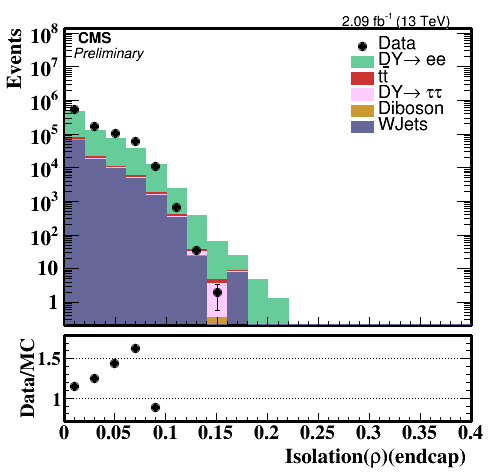 2.09 fb⁻¹ (13 TeV)
CMS
Preliminary
Events
10⁸
10⁷
10⁶
10⁵
10⁴
10³
10²
10
1
Data
DY→ ee
tt̄
DY→ ττ
Diboson
WJets
Data/MC
1.5
1
0 0.05 0.1 0.15 0.2 0.25 0.3 0.35 0.4
Isolation(ρ)(endcap)